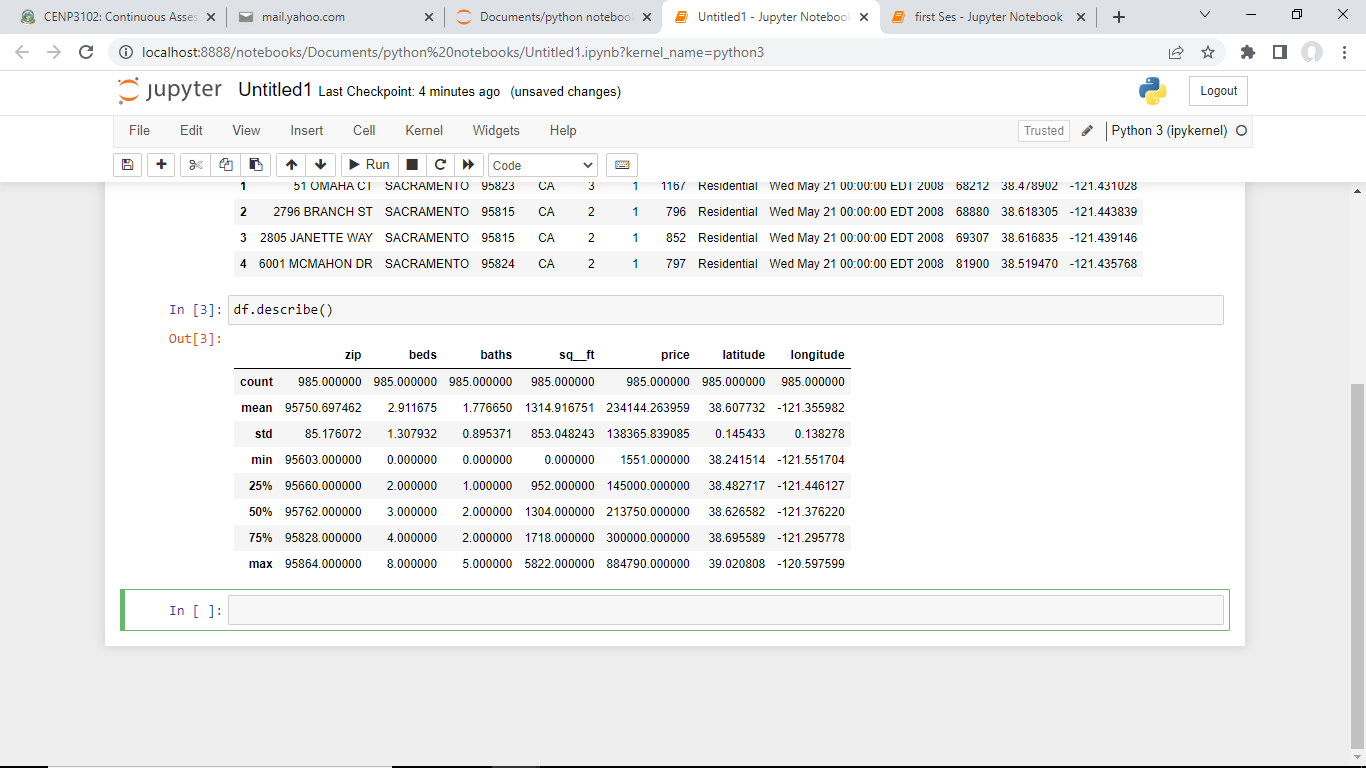 CENP3102: Continuous Asses
mail.yahoo.com
Documents/python noteboo
Untitled1 - Jupyter Notebook
first Ses - Jupyter Notebook
localhost:8888/notebooks/Documents/python%20notebooks/Untitled1.ipynb?kernel_name=python3
jupyter Untitled1 Last Checkpoint: 4 minutes ago (unsaved changes) Logout
File Edit View Insert Cell Kernel Widgets Help Trusted Python 3 (ipykernel)
Run Code
1 51 OMAHA CT SACRAMENTO 95823 CA 3 1 1167 Residential Wed May 21 00:00:00 EDT 2008 68212 38.478902 -121.431028
2 2796 BRANCH ST SACRAMENTO 95815 CA 2 1 796 Residential Wed May 21 00:00:00 EDT 2008 68880 38.618305 -121.443839
3 2805 JANETTE WAY SACRAMENTO 95815 CA 2 1 852 Residential Wed May 21 00:00:00 EDT 2008 69307 38.616835 -121.439146
4 6001 MCMAHON DR SACRAMENTO 95824 CA 2 1 797 Residential Wed May 21 00:00:00 EDT 2008 81900 38.519470 -121.435768
In [3]: df.describe()
Out[3]:
zip beds baths sq__ft price latitude longitude
count 985.000000 985.000000 985.000000 985.000000 985.000000 985.000000 985.000000
mean 95750.697462 2.911675 1.776650 1314.916751 234144.263959 38.607732 -121.355982
std 85.176072 1.307932 0.895371 853.048243 138365.839085 0.145433 0.138278
min 95603.000000 0.000000 0.000000 0.000000 1551.000000 38.241514 -121.551704
25% 95660.000000 2.000000 1.000000 952.000000 145000.000000 38.482717 -121.446127
50% 95762.000000 3.000000 2.000000 1304.000000 213750.000000 38.626582 -121.376220
75% 95828.000000 4.000000 2.000000 1718.000000 300000.000000 38.695589 -121.295778
max 95864.000000 8.000000 5.000000 5822.000000 884790.000000 39.020808 -120.597599
In [ ]: